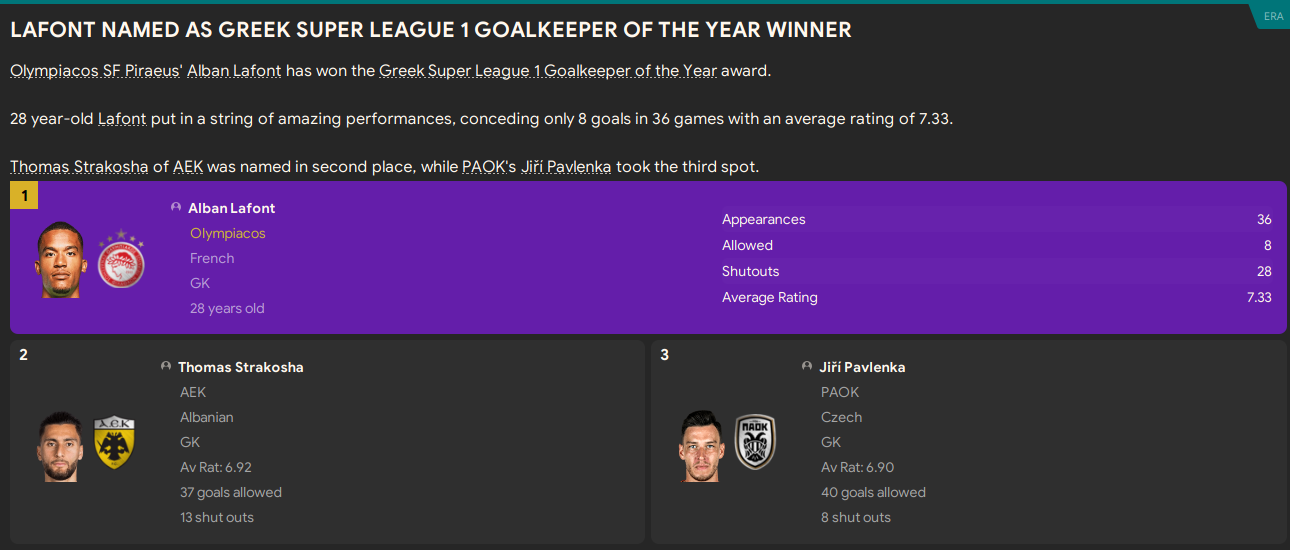 ERA
LAFONT NAMED AS GREEK SUPER LEAGUE 1 GOALKEEPER OF THE YEAR WINNER
Olympiacos SF Piraeus' Alban Lafont has won the Greek Super League 1 Goalkeeper of the Year award.
28 year-old Lafont put in a string of amazing performances, conceding only 8 goals in 36 games with an average rating of 7.33.
Thomas Strakosha of AEK was named in second place, while PAOK's Jiří Pavlenka took the third spot.
1
Alban Lafont
Olympiacos
French
GK
28 years old
Appearances 36
Allowed 8
Shutouts 28
Average Rating 7.33
2
Thomas Strakosha
AEK
Albanian
GK
Av Rat: 6.92
37 goals allowed
13 shut outs
AEK
3
Jiří Pavlenka
PAOK
Czech
GK
Av Rat: 6.90
40 goals allowed
8 shut outs
ΠΑΟΚ